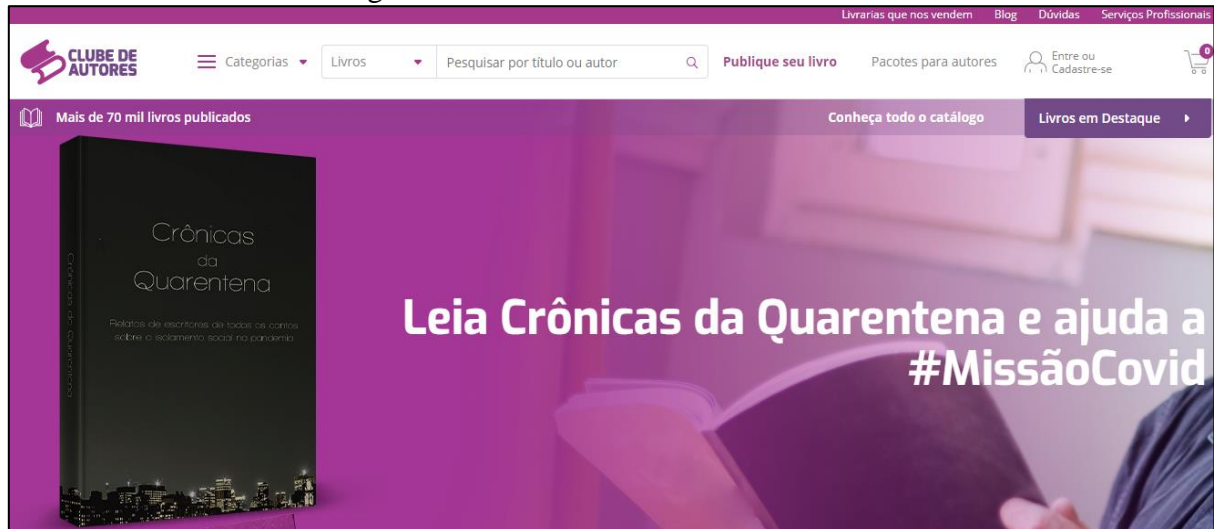 Livrarias que nos vendem Blog Dúvidas Serviços Profissionais
CLUBE DE
AUTORES
Categorias
Livros
Pesquisar por título ou autor
Publique seu livro
Pacotes para autores
Entre ou
Cadastre-se
0
Mais de 70 mil livros publicados
Conheça todo o catálogo
Livros em Destaque
Crônicas
da
Quarentena
Relatos de escritores de todos os cantos
sobre o isolamento social na pandemia
Crônicas da Quarentena
Leia Crônicas da Quarentena e ajuda a
#MissãoCovid